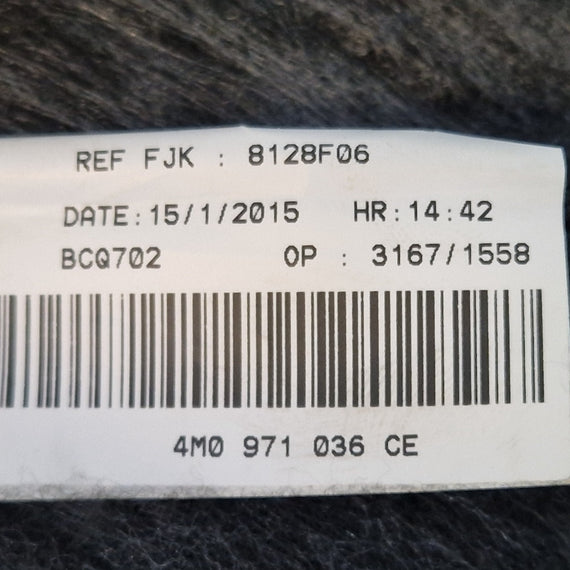 REF FJK : 8128F06
DATE:15/1/2015 HR:14:42
BCQ702 OP : 3167/1558
4M0 971 036 CE